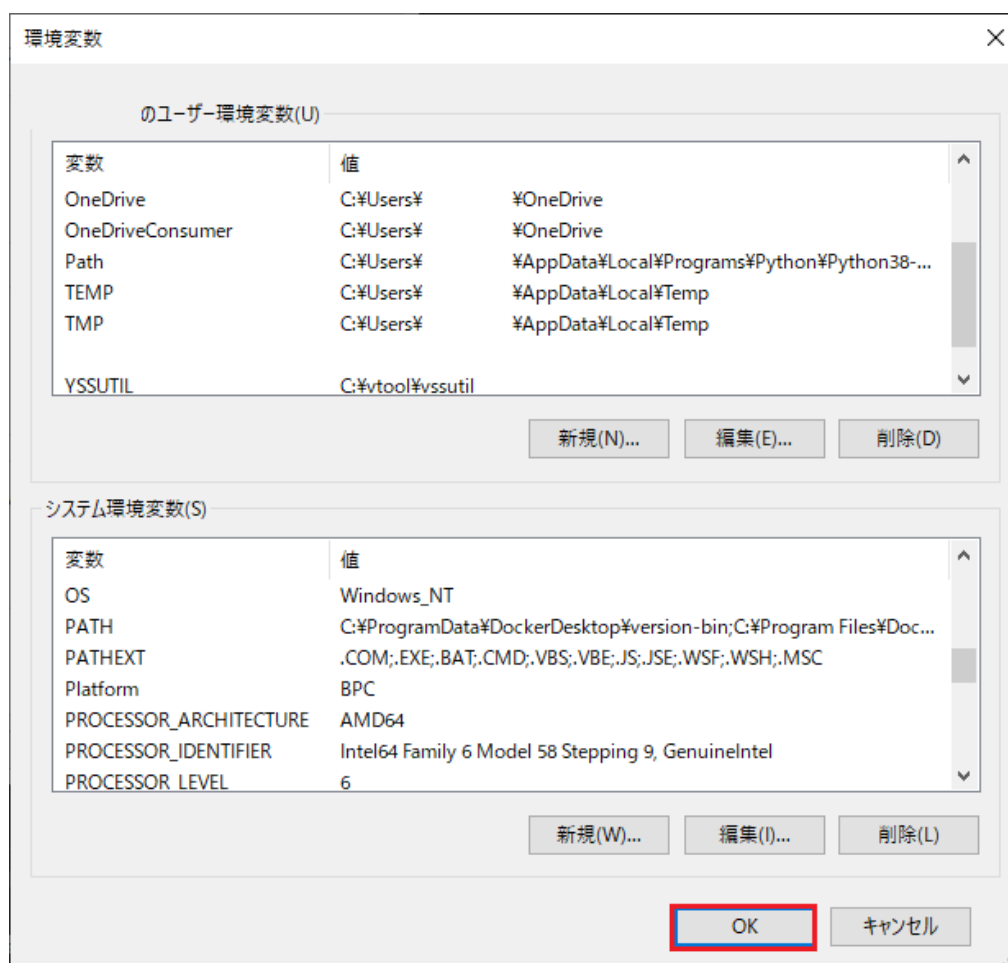 環境変数
のユーザー環境変数(U)
変数 値
OneDrive C:¥Users¥ ¥OneDrive
OneDriveConsumer C:¥Users¥ ¥OneDrive
Path C:¥Users¥ ¥AppData¥Local¥Programs¥Python¥Python38-...
TEMP C:¥Users¥ ¥AppData¥Local¥Temp
TMP C:¥Users¥ ¥AppData¥Local¥Temp
YSSUTIL C:¥vtool¥vssutil
新規(N)... 編集(E)... 削除(D)
システム環境変数(S)
変数 値
OS Windows_NT
PATH C:¥ProgramData¥DockerDesktop¥version-bin;C:¥Program Files¥Doc...
PATHEXT .COM;.EXE;.BAT;.CMD;.VBS;.VBE;.JS;.JSE;.WSF;.WSH;.MSC
Platform BPC
PROCESSOR_ARCHITECTURE AMD64
PROCESSOR_IDENTIFIER Intel64 Family 6 Model 58 Stepping 9, GenuineIntel
PROCESSOR_LEVEL 6
新規(W)... 編集(I)... 削除(L)
OK キャンセル